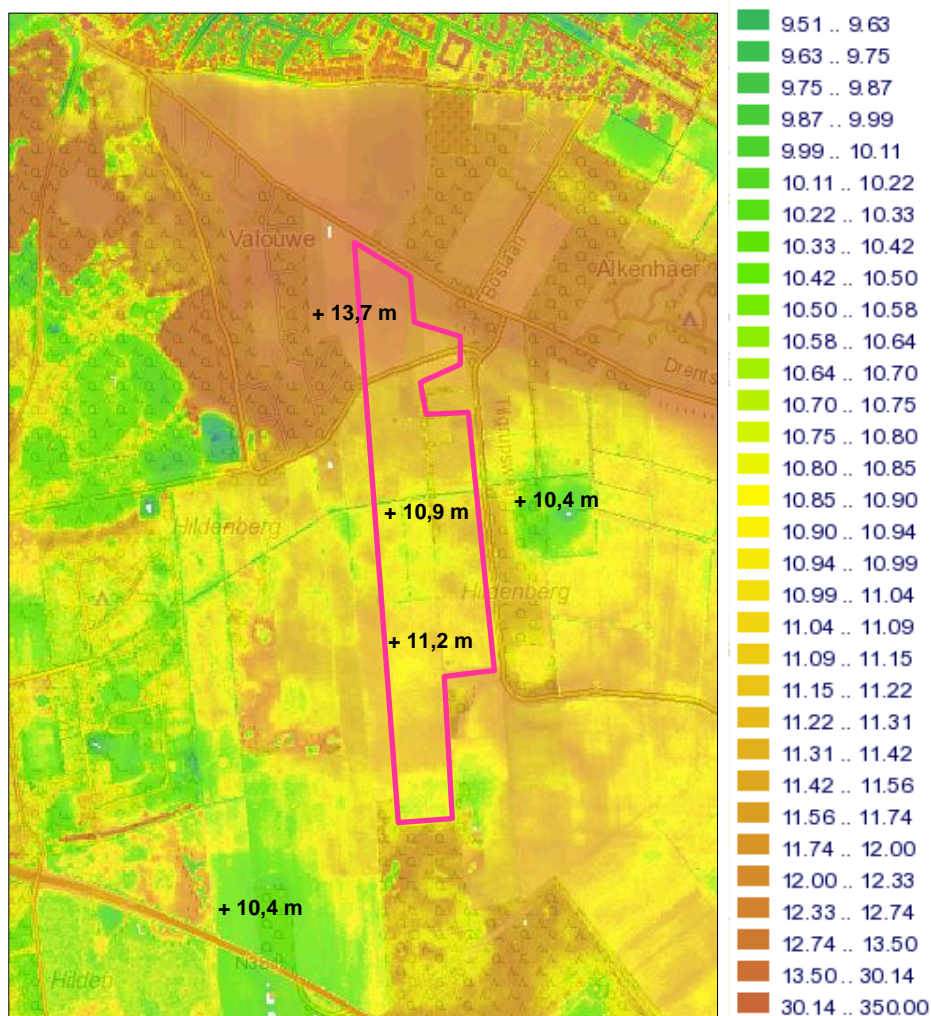 Valouwe
Boslaan
Alkenhaer
+ 13,7 m
Drents
+ 10,4 m
+ 10,9 m
Hildenberg
Hildenberg
+ 11,2 m
+ 10,4 m
Hilden
9.51 .. 9.63
9.63 .. 9.75
9.75 .. 9.87
9.87 .. 9.99
9.99 .. 10.11
10.11 .. 10.22
10.22 .. 10.33
10.33 .. 10.42
10.42 .. 10.50
10.50 .. 10.58
10.58 .. 10.64
10.64 .. 10.70
10.70 .. 10.75
10.75 .. 10.80
10.80 .. 10.85
10.85 .. 10.90
10.90 .. 10.94
10.94 .. 10.99
10.99 .. 11.04
11.04 .. 11.09
11.09 .. 11.15
11.15 .. 11.22
11.22 .. 11.31
11.31 .. 11.42
11.42 .. 11.56
11.56 .. 11.74
11.74 .. 12.00
12.00 .. 12.33
12.33 .. 12.74
12.74 .. 13.50
13.50 .. 30.14
30.14 .. 350.00